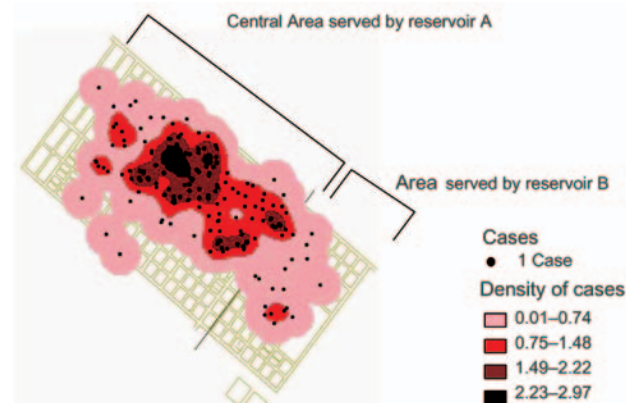 Central Area served by reservoir A
Area served by reservoir B
Cases
1 Case
Density of cases
0.01–0.74
0.75–1.48
1.49–2.22
2.23–2.97